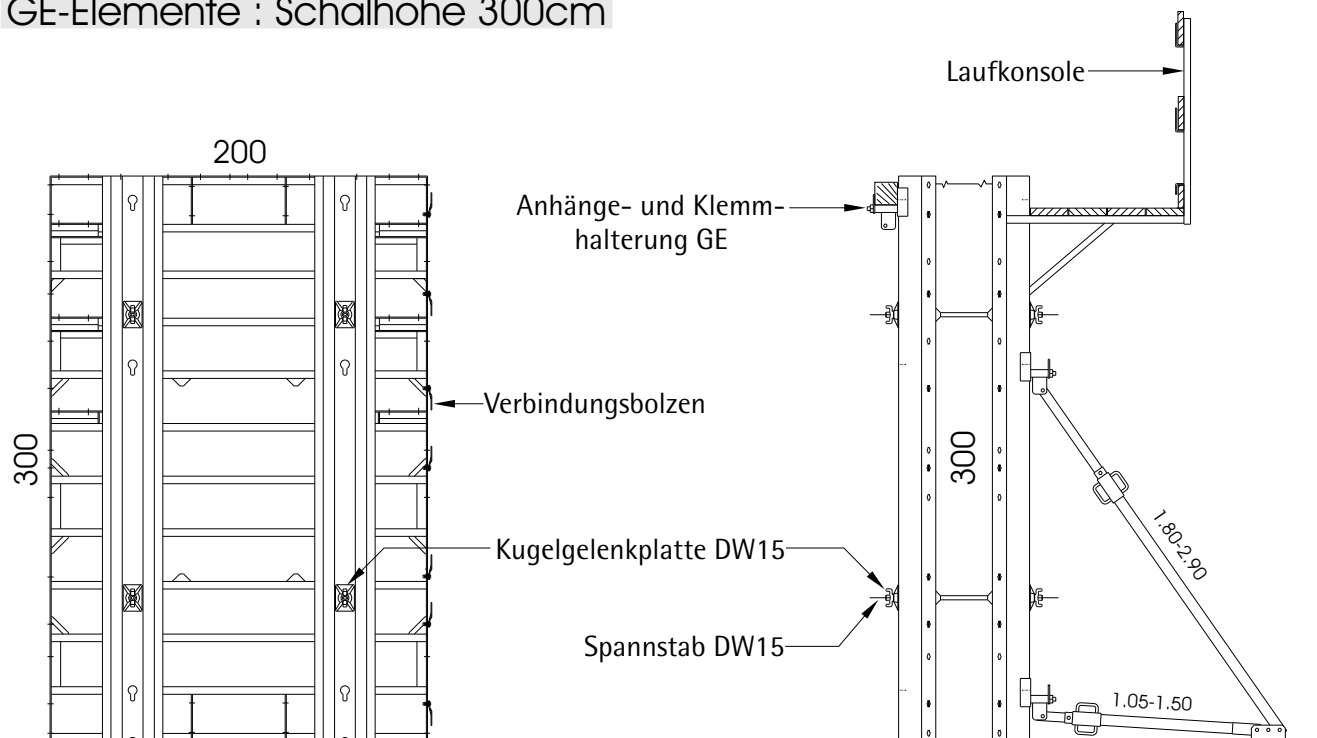 GE-Elemente : Schalhöhe 300cm
Laufkonsole
200
Anhänge- und Klemm-
halterung GE
Verbindungsbolzen
300
300
Kugelgelenkplatte DW15
1.80-2.90
Spannstab DW15
1.05-1.50